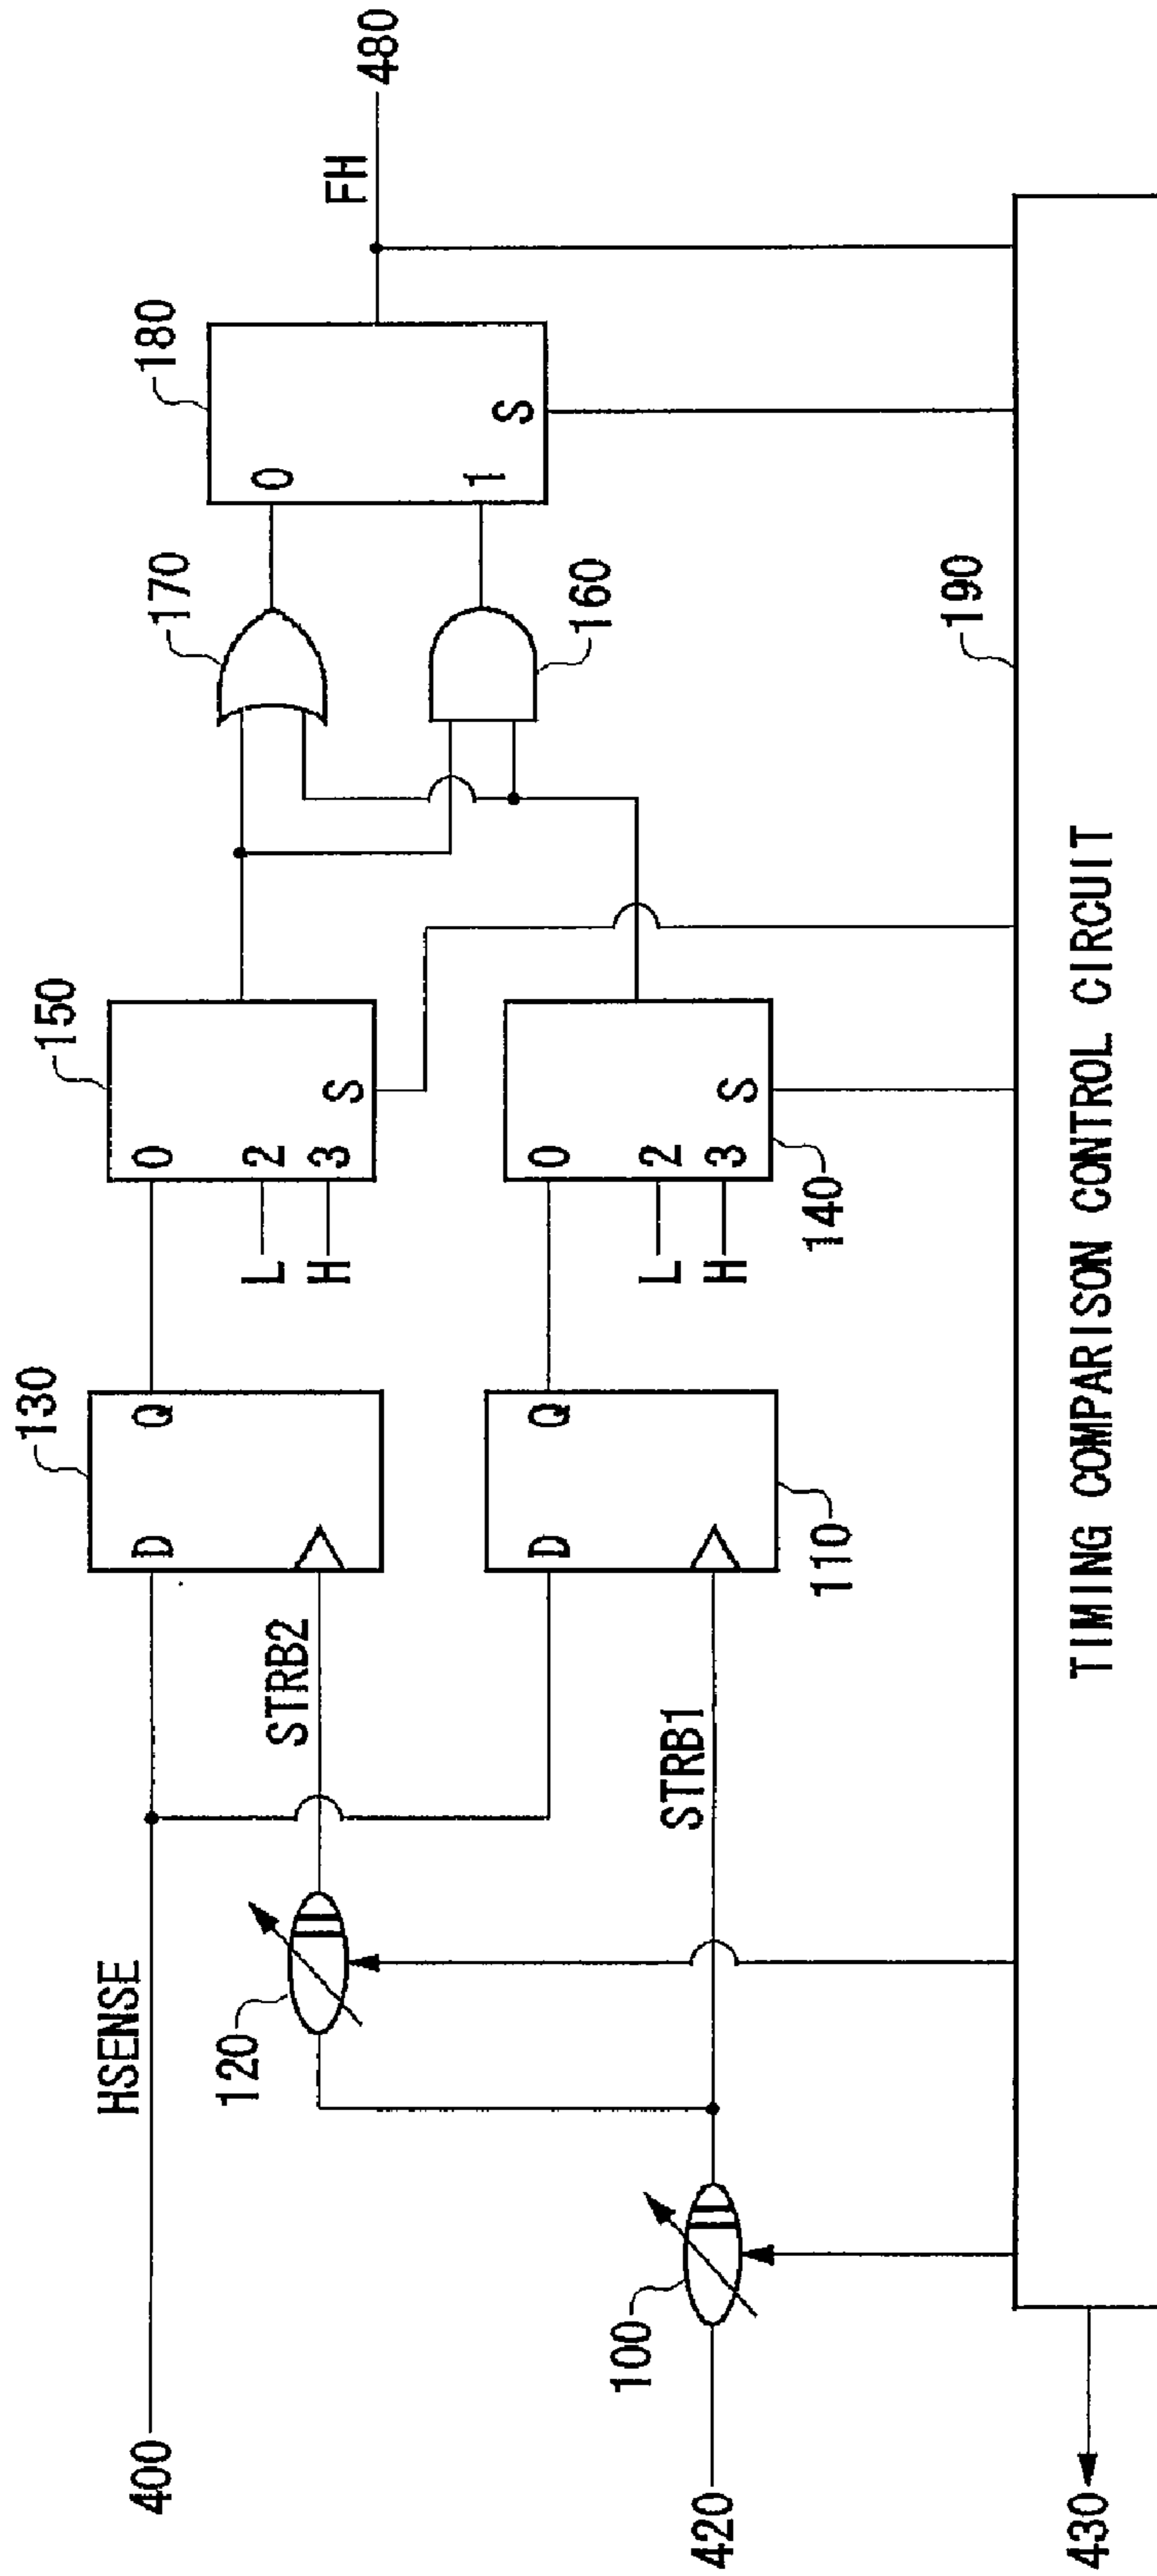 400
HSENSE
420
100
120
STRB2
STRB1
D
Q
130
D
Q
110
L
H
0
2
3
S
150
L
H
0
2
3
S
140
170
160
0
1
S
180
FH
480
190
TIMING COMPARISON CONTROL CIRCUIT
430